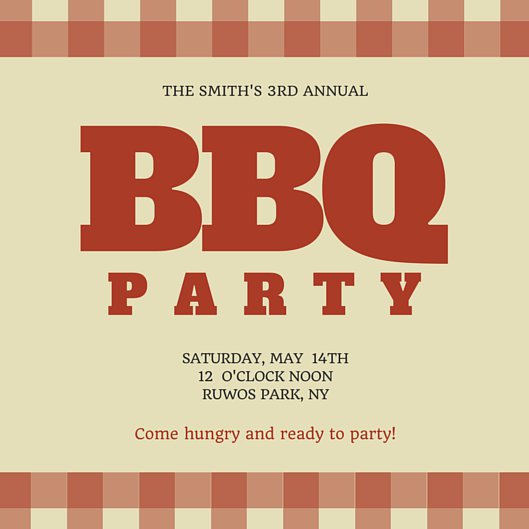 THE SMITH'S 3RD ANNUAL
BBQ
PARTY
SATURDAY, MAY 14TH
12 O'CLOCK NOON
RUWOS PARK, NY
Come hungry and ready to party!